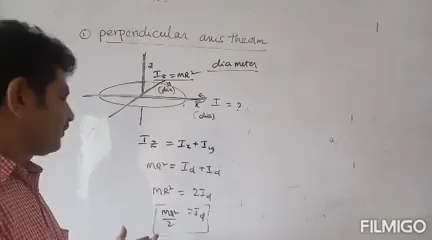 ① perpendicular axis theorem
diameter
z
I_z = MR²
y
(dia)
x
(dia)
I = ?
I_z = I_x + I_y
MR² = I_d + I_d
MR² = 2I_d
MR²/2 = I_d
FILMIGO